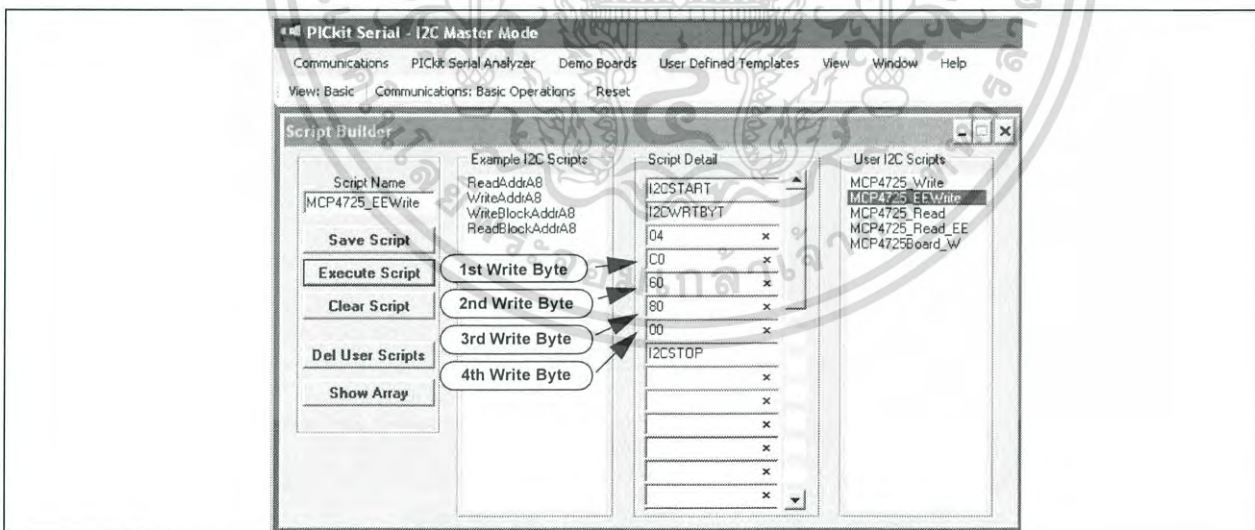 PICkit Serial - I2C Master Mode
Communications PICkit Serial Analyzer Demo Boards User Defined Templates View Window Help
View: Basic Communications: Basic Operations Reset
Script Builder
Script Name
MCP4725_EEWrite
Save Script
Execute Script
Clear Script
Del User Scripts
Show Array
Example I2C Scripts
ReadAddrA8
WriteAddrA8
WriteBlockAddrA8
ReadBlockAddrA8
1st Write Byte
2nd Write Byte
3rd Write Byte
4th Write Byte
Script Detail
I2CSTART
I2CWRTBYT
04
C0
60
80
00
I2CSTOP
User I2C Scripts
MCP4725_Write
MCP4725_EEWrite
MCP4725_Read
MCP4725_Read_EE
MCP4725Board_W